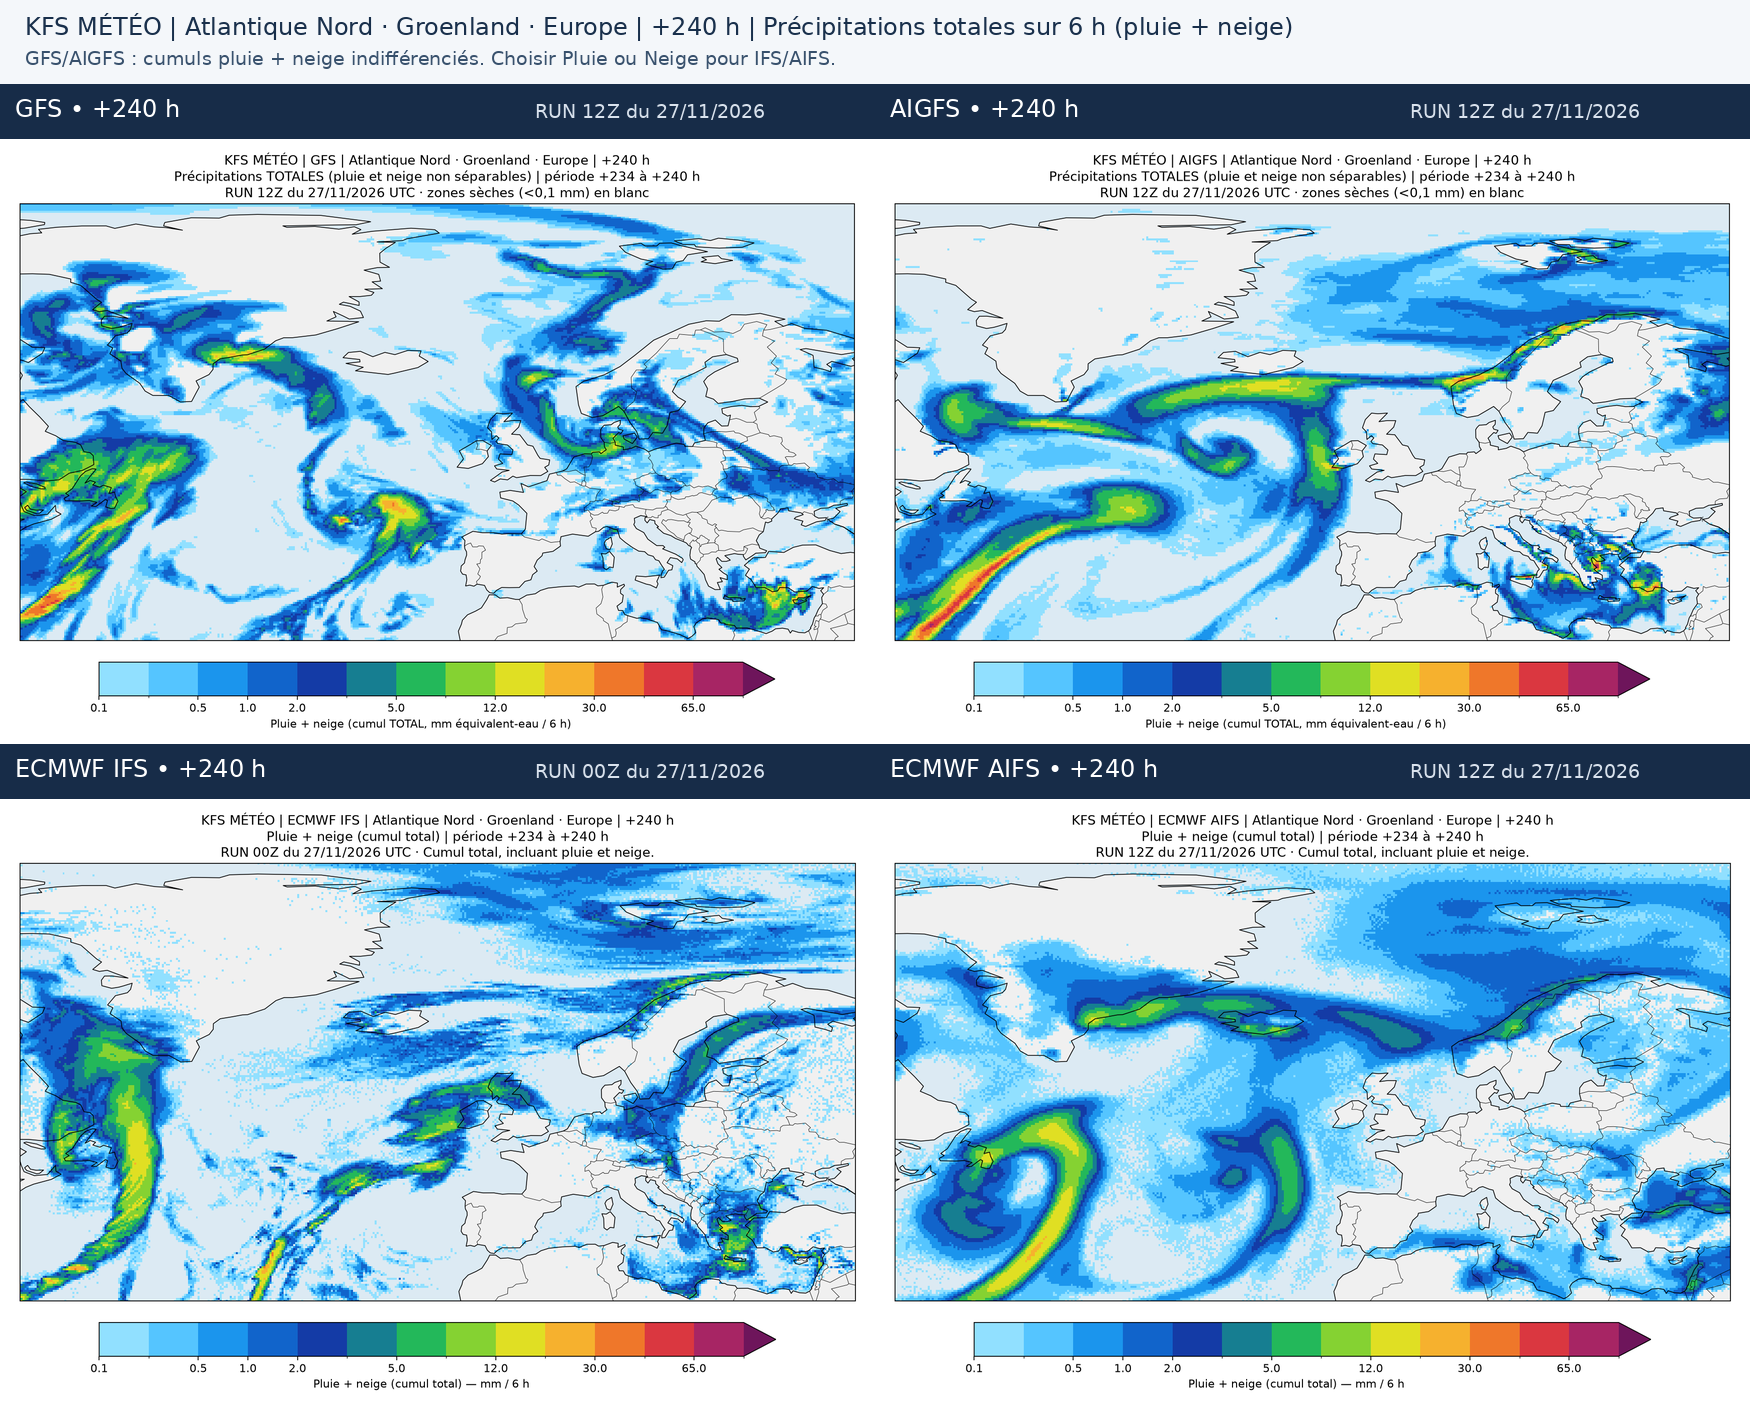 KFS MÉTÉO | Atlantique Nord · Groenland · Europe | +240 h | Précipitations totales sur 6 h (pluie + neige)
GFS/AIGFS : cumuls pluie + neige indifférenciés. Choisir Pluie ou Neige pour IFS/AIFS.
GFS • +240 h
RUN 12Z du 27/11/2026
KFS MÉTÉO | GFS | Atlantique Nord · Groenland · Europe | +240 h
Précipitations TOTALES (pluie et neige non séparables) | période +234 à +240 h
RUN 12Z du 27/11/2026 UTC · zones sèches (<0,1 mm) en blanc
0.1 0.5 1.0 2.0 5.0 12.0 30.0 65.0
Pluie + neige (cumul TOTAL, mm équivalent-eau / 6 h)
AIGFS • +240 h
RUN 12Z du 27/11/2026
KFS MÉTÉO | AIGFS | Atlantique Nord · Groenland · Europe | +240 h
Précipitations TOTALES (pluie et neige non séparables) | période +234 à +240 h
RUN 12Z du 27/11/2026 UTC · zones sèches (<0,1 mm) en blanc
0.1 0.5 1.0 2.0 5.0 12.0 30.0 65.0
Pluie + neige (cumul TOTAL, mm équivalent-eau / 6 h)
ECMWF IFS • +240 h
RUN 00Z du 27/11/2026
KFS MÉTÉO | ECMWF IFS | Atlantique Nord · Groenland · Europe | +240 h
Pluie + neige (cumul total) | période +234 à +240 h
RUN 00Z du 27/11/2026 UTC · Cumul total, incluant pluie et neige.
0.1 0.5 1.0 2.0 5.0 12.0 30.0 65.0
Pluie + neige (cumul total) — mm / 6 h
ECMWF AIFS • +240 h
RUN 12Z du 27/11/2026
KFS MÉTÉO | ECMWF AIFS | Atlantique Nord · Groenland · Europe | +240 h
Pluie + neige (cumul total) | période +234 à +240 h
RUN 12Z du 27/11/2026 UTC · Cumul total, incluant pluie et neige.
0.1 0.5 1.0 2.0 5.0 12.0 30.0 65.0
Pluie + neige (cumul total) — mm / 6 h